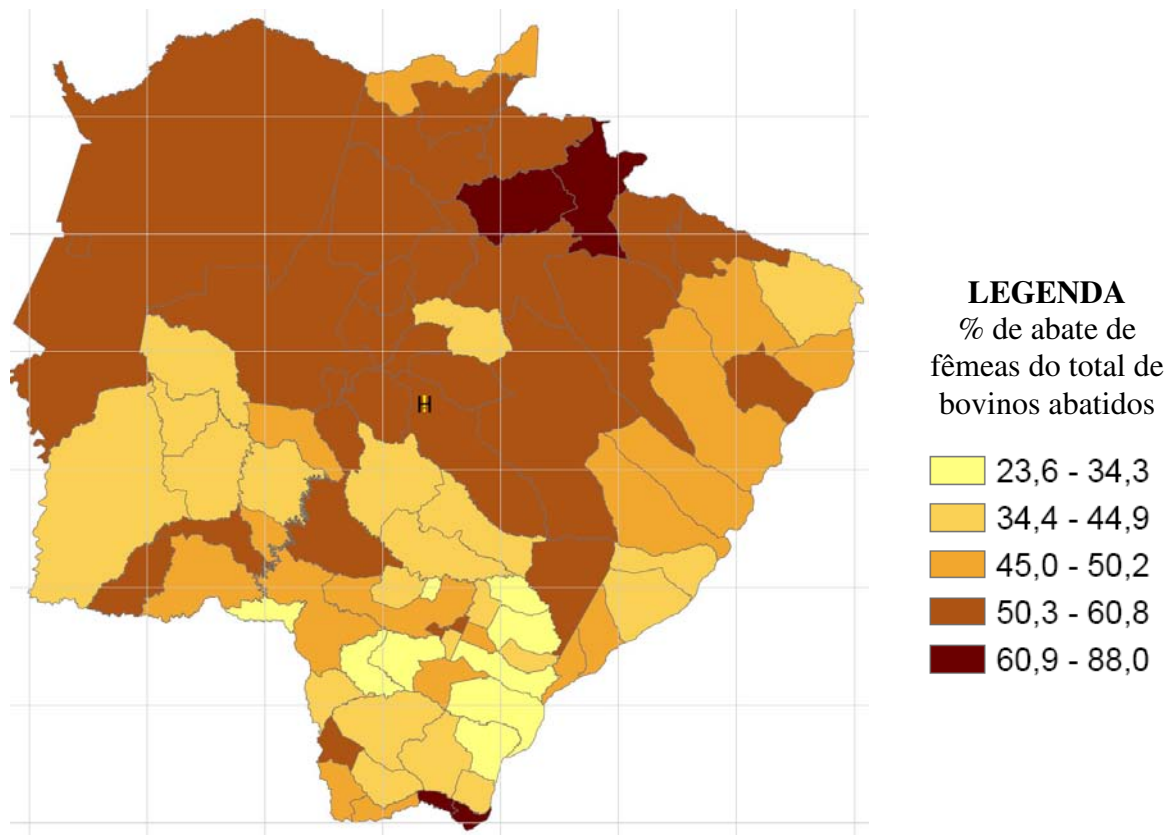 LEGENDA
% de abate de
fêmeas do total de
bovinos abatidos
23,6 - 34,3
34,4 - 44,9
45,0 - 50,2
50,3 - 60,8
60,9 - 88,0
H